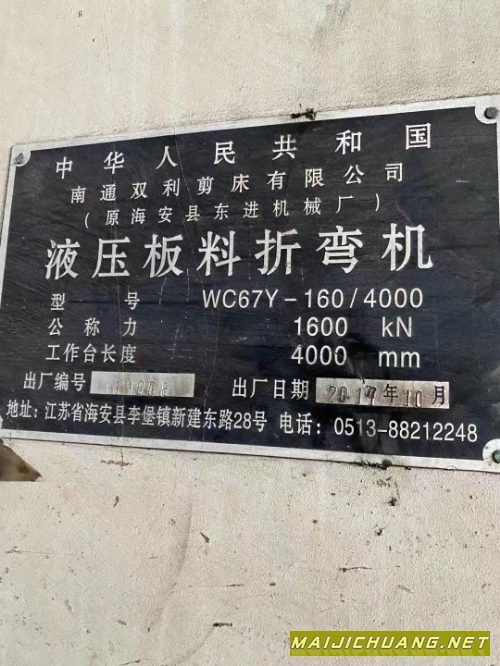 中华人民共和国
南通双利剪床有限公司
(原海安县东进机械厂)
液压板料折弯机
型 号 WC67Y-160/4000
公称力 1600 kN
工作台长度 4000 mm
出厂编号 出厂日期 2017年10月
地址: 江苏省海安县李堡镇新建东路28号 电话: 0513-88212248
MAIJICHUANG.NET